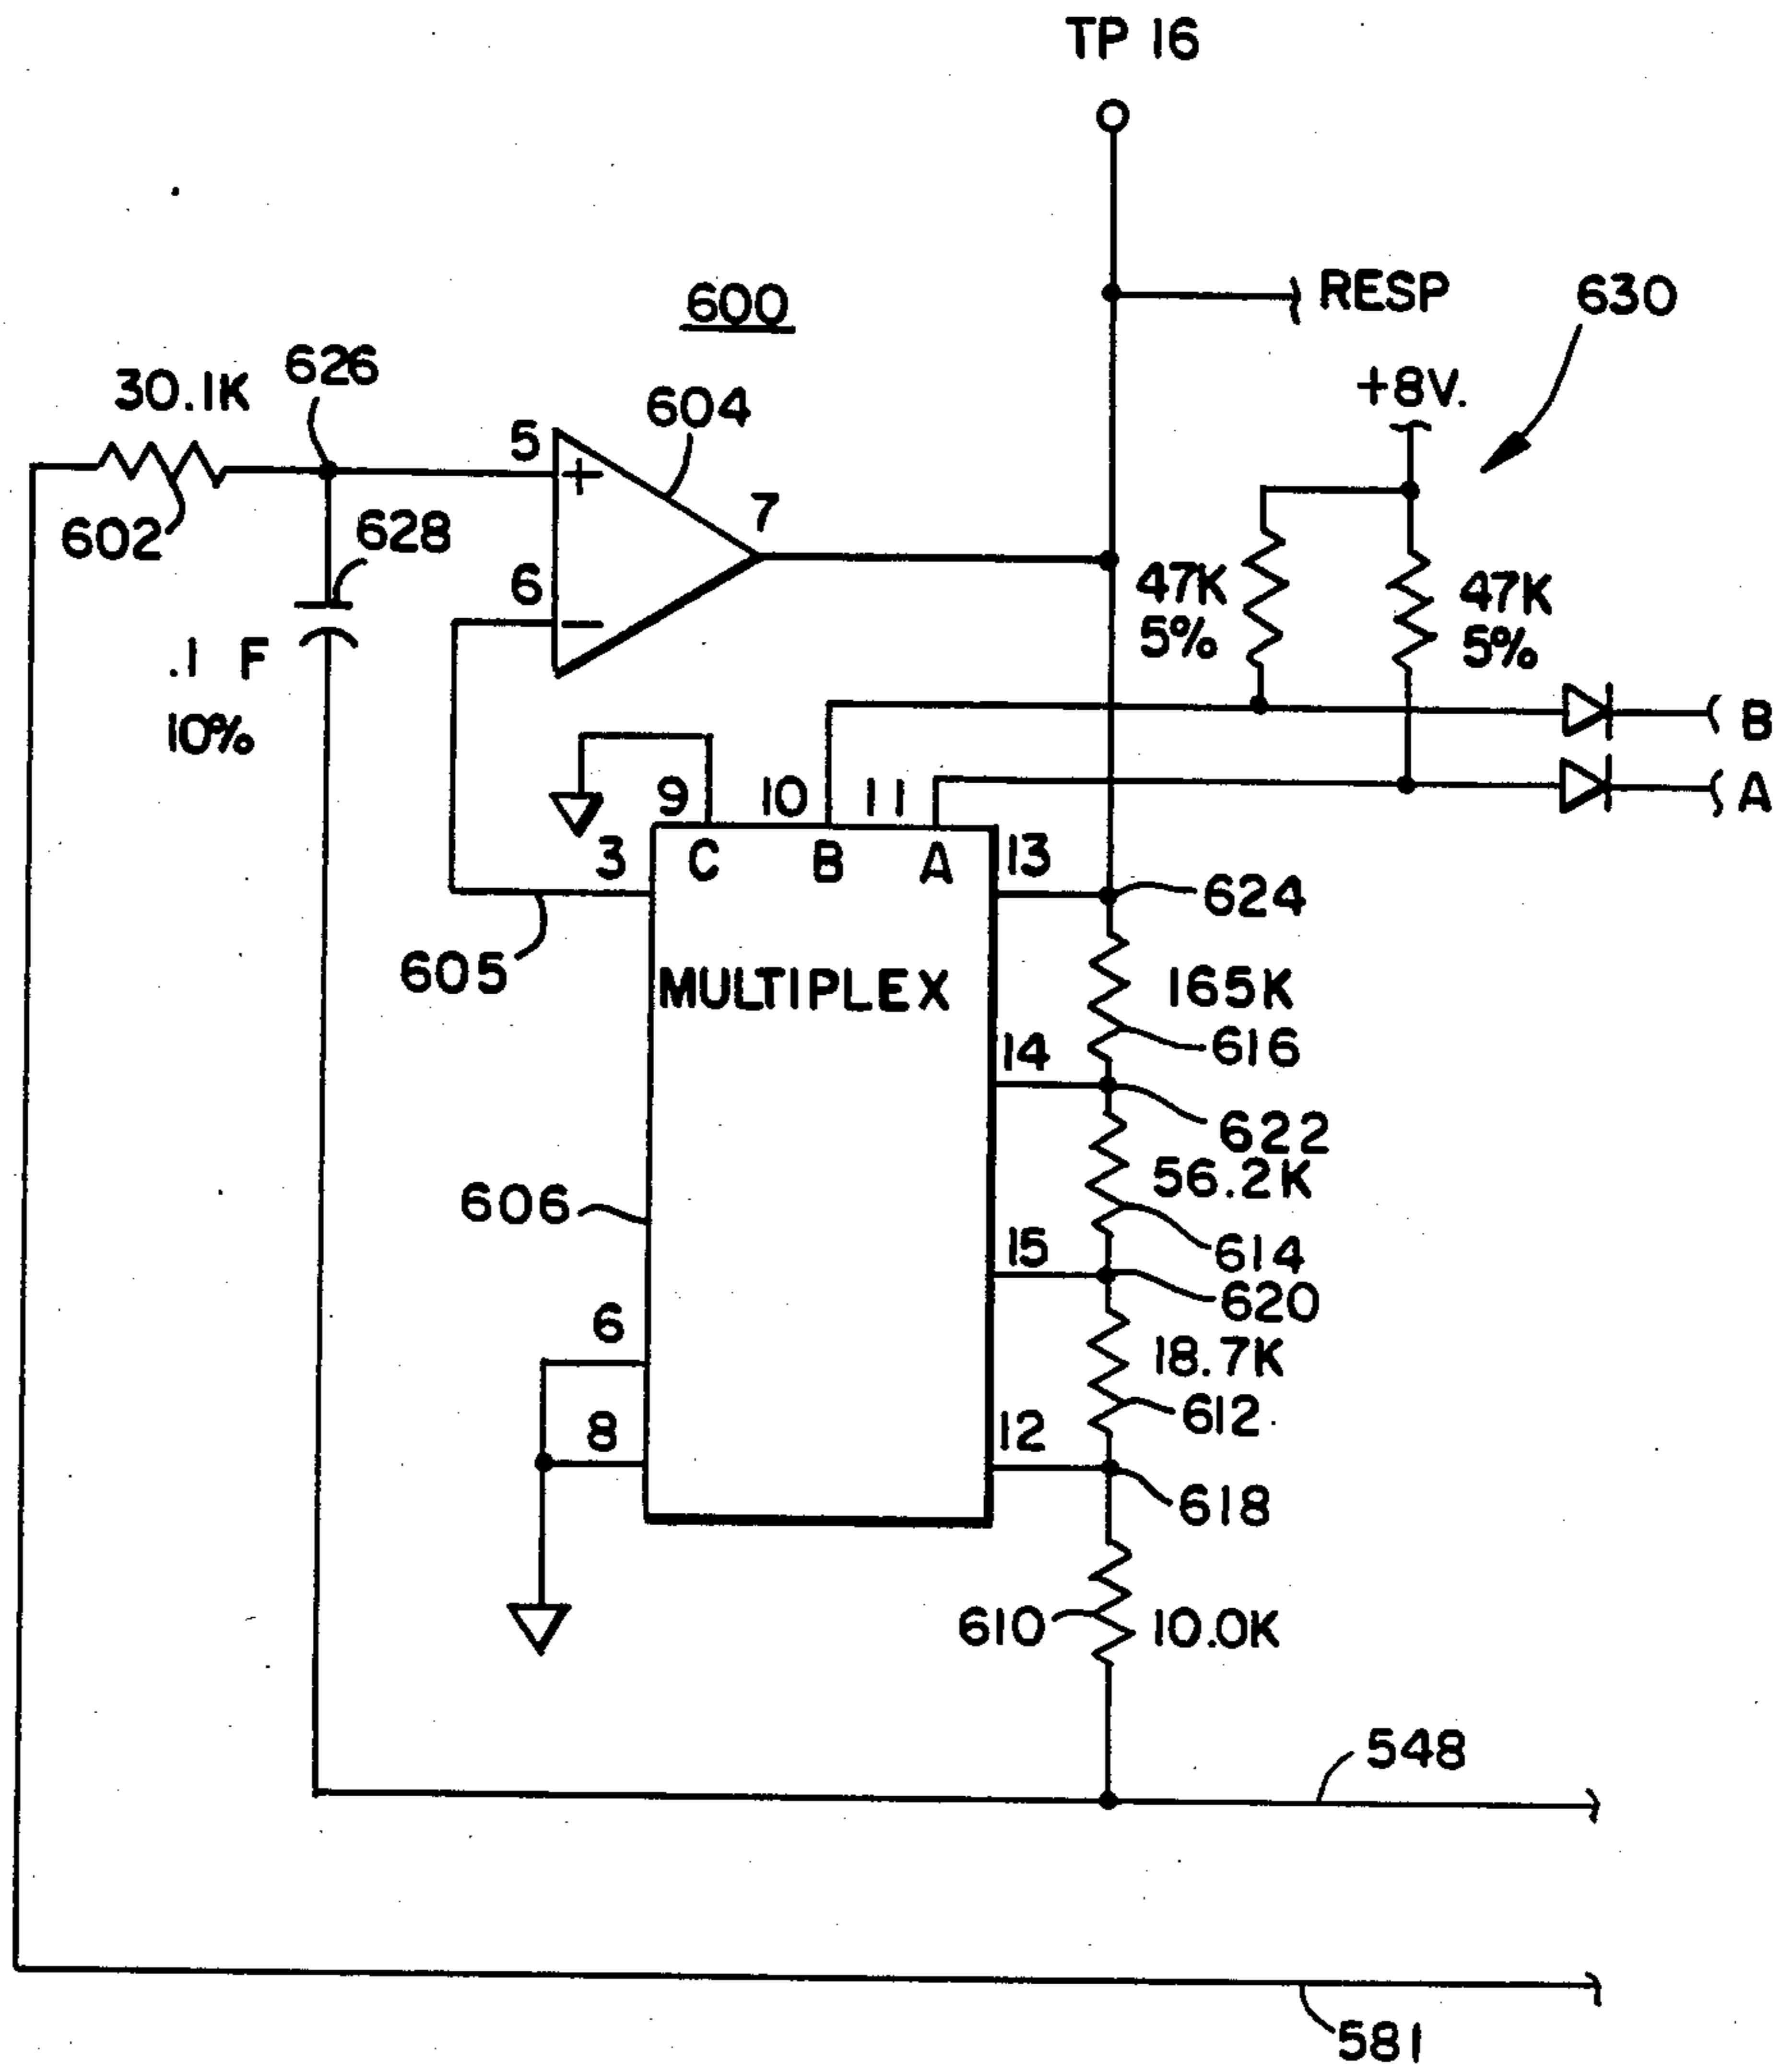 TP 16
RESP
630
600
+8V.
626
30.1K
604
5
+
7
602
628
6
−
47K
5%
47K
5%
.1 F
10%
B
A
9
10
11
3
C
B
A
13
624
605
MULTIPLEX
165K
616
14
622
56.2K
606
614
15
620
6
18.7K
612
8
12
618
610
10.0K
548
581